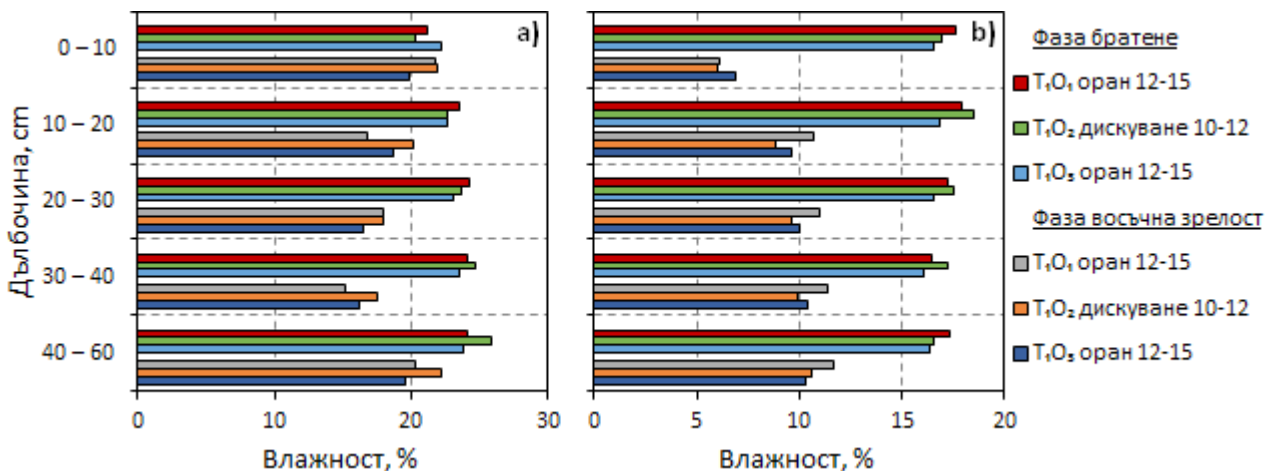 Дълбочина, cm
0 – 10
10 – 20
20 – 30
30 – 40
40 – 60
a)
0 10 20 30
Влажност, %
b)
0 5 10 15 20
Влажност, %
Фаза братене
T₁O₁ оран 12-15
T₁O₂ дискуване 10-12
T₁O₃ оран 12-15
Фаза восъчна зрелост
T₁O₁ оран 12-15
T₁O₂ дискуване 10-12
T₁O₃ оран 12-15